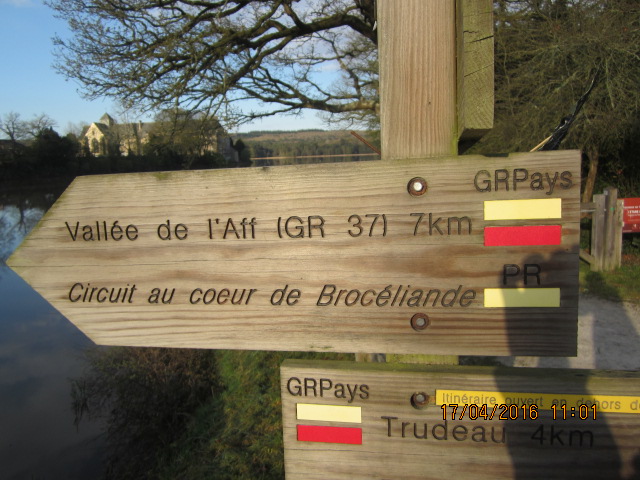 GRPays
Vallée de l'Aff (GR 37) 7km
PR
Circuit au coeur de Brocéliande
GRPays
Itinéraire ouvert en dehors de
Trudeau 4km
17/04/2016 11:01